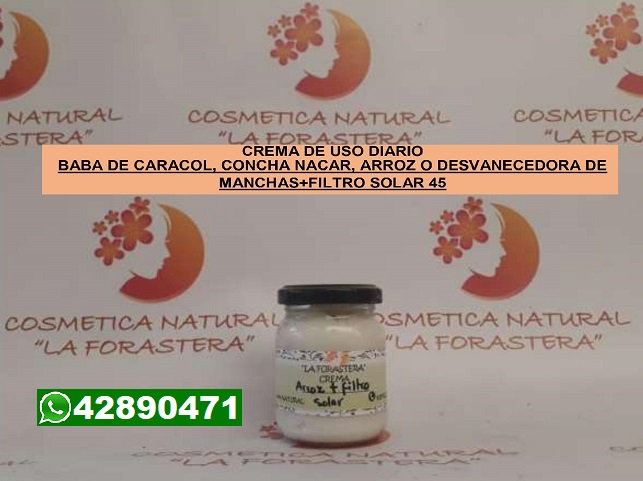 COSMETICA NATURAL
"LA FORASTERA"
COSMETICA NATURAL
"LA FORASTERA"
CREMA DE USO DIARIO
BABA DE CARACOL, CONCHA NACAR, ARROZ O DESVANECEDORA DE
MANCHAS+FILTRO SOLAR 45
COSMETICA NATURAL
"LA FORASTERA"
COSMETICA NATURAL
"LA FORASTERA"
"LA FORASTERA"
CREMA
Arroz + filtro
solar
NATURAL
42890471
COSMETICA NATURAL
"LA FORASTERA"